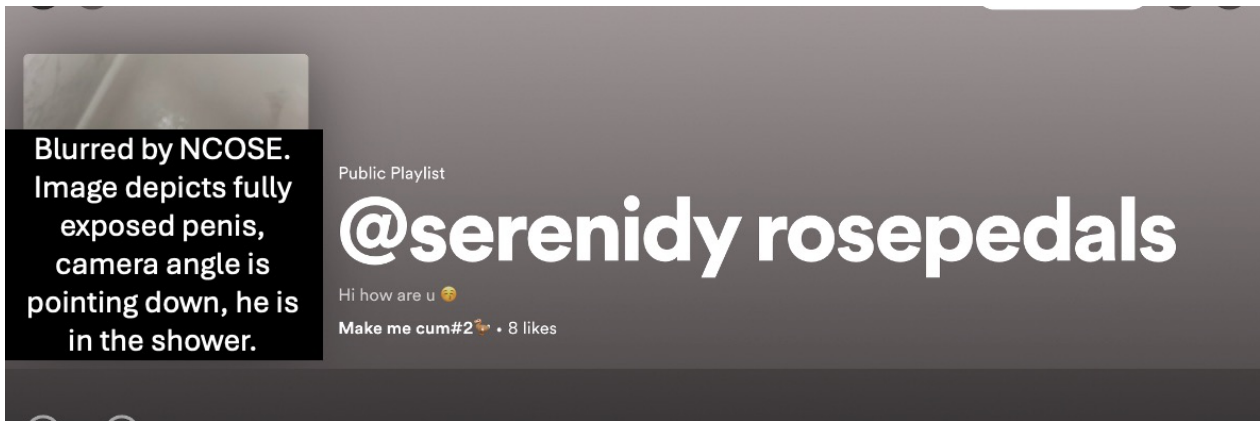 Blurred by NCOSE.
Image depicts fully
exposed penis,
camera angle is
pointing down, he is
in the shower.
Public Playlist
@serenidy rosepedals
Hi how are u 😚
Make me cum#2 • 8 likes